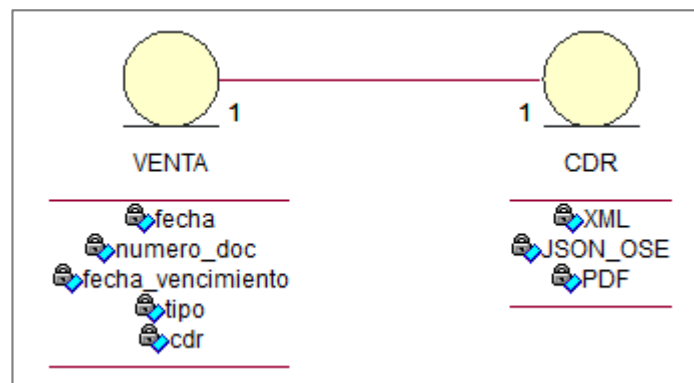 1
1
VENTA
CDR
fecha
numero_doc
fecha_vencimiento
tipo
cdr
XML
JSON_OSE
PDF